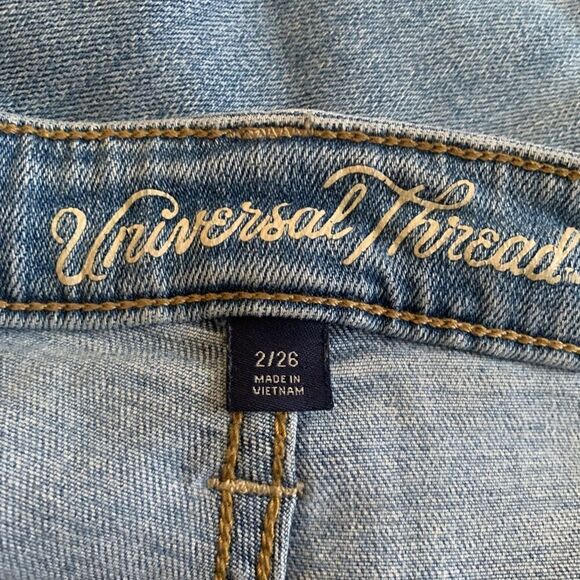 Universal Thread
2/26
MADE IN
VIETNAM